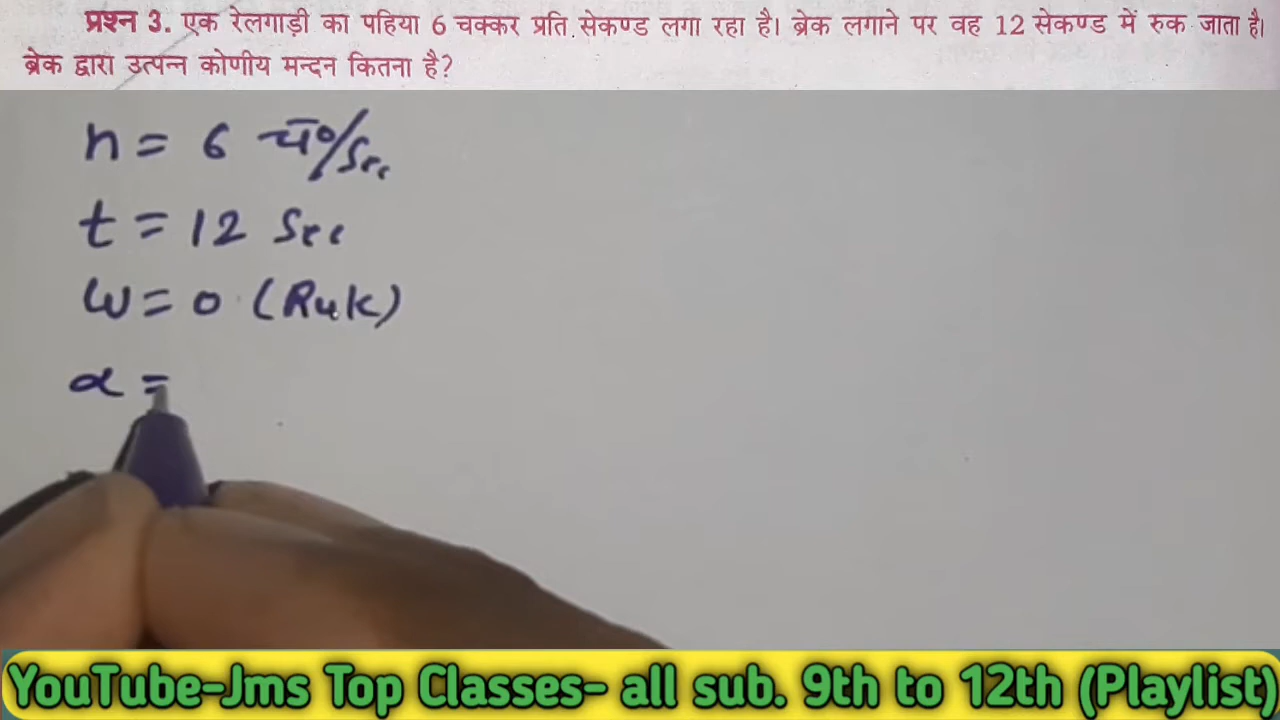 प्रश्न 3. एक रेलगाड़ी का पहिया 6 चक्कर प्रति सेकण्ड लगा रहा है। ब्रेक लगाने पर वह 12 सेकण्ड में रुक जाता है।
ब्रेक द्वारा उत्पन्न कोणीय मन्दन कितना है?
n = 6 च०/Sec
t = 12 Sec
ω = 0 (Ruk)
α =
YouTube-Jms Top Classes- all sub. 9th to 12th (Playlist)